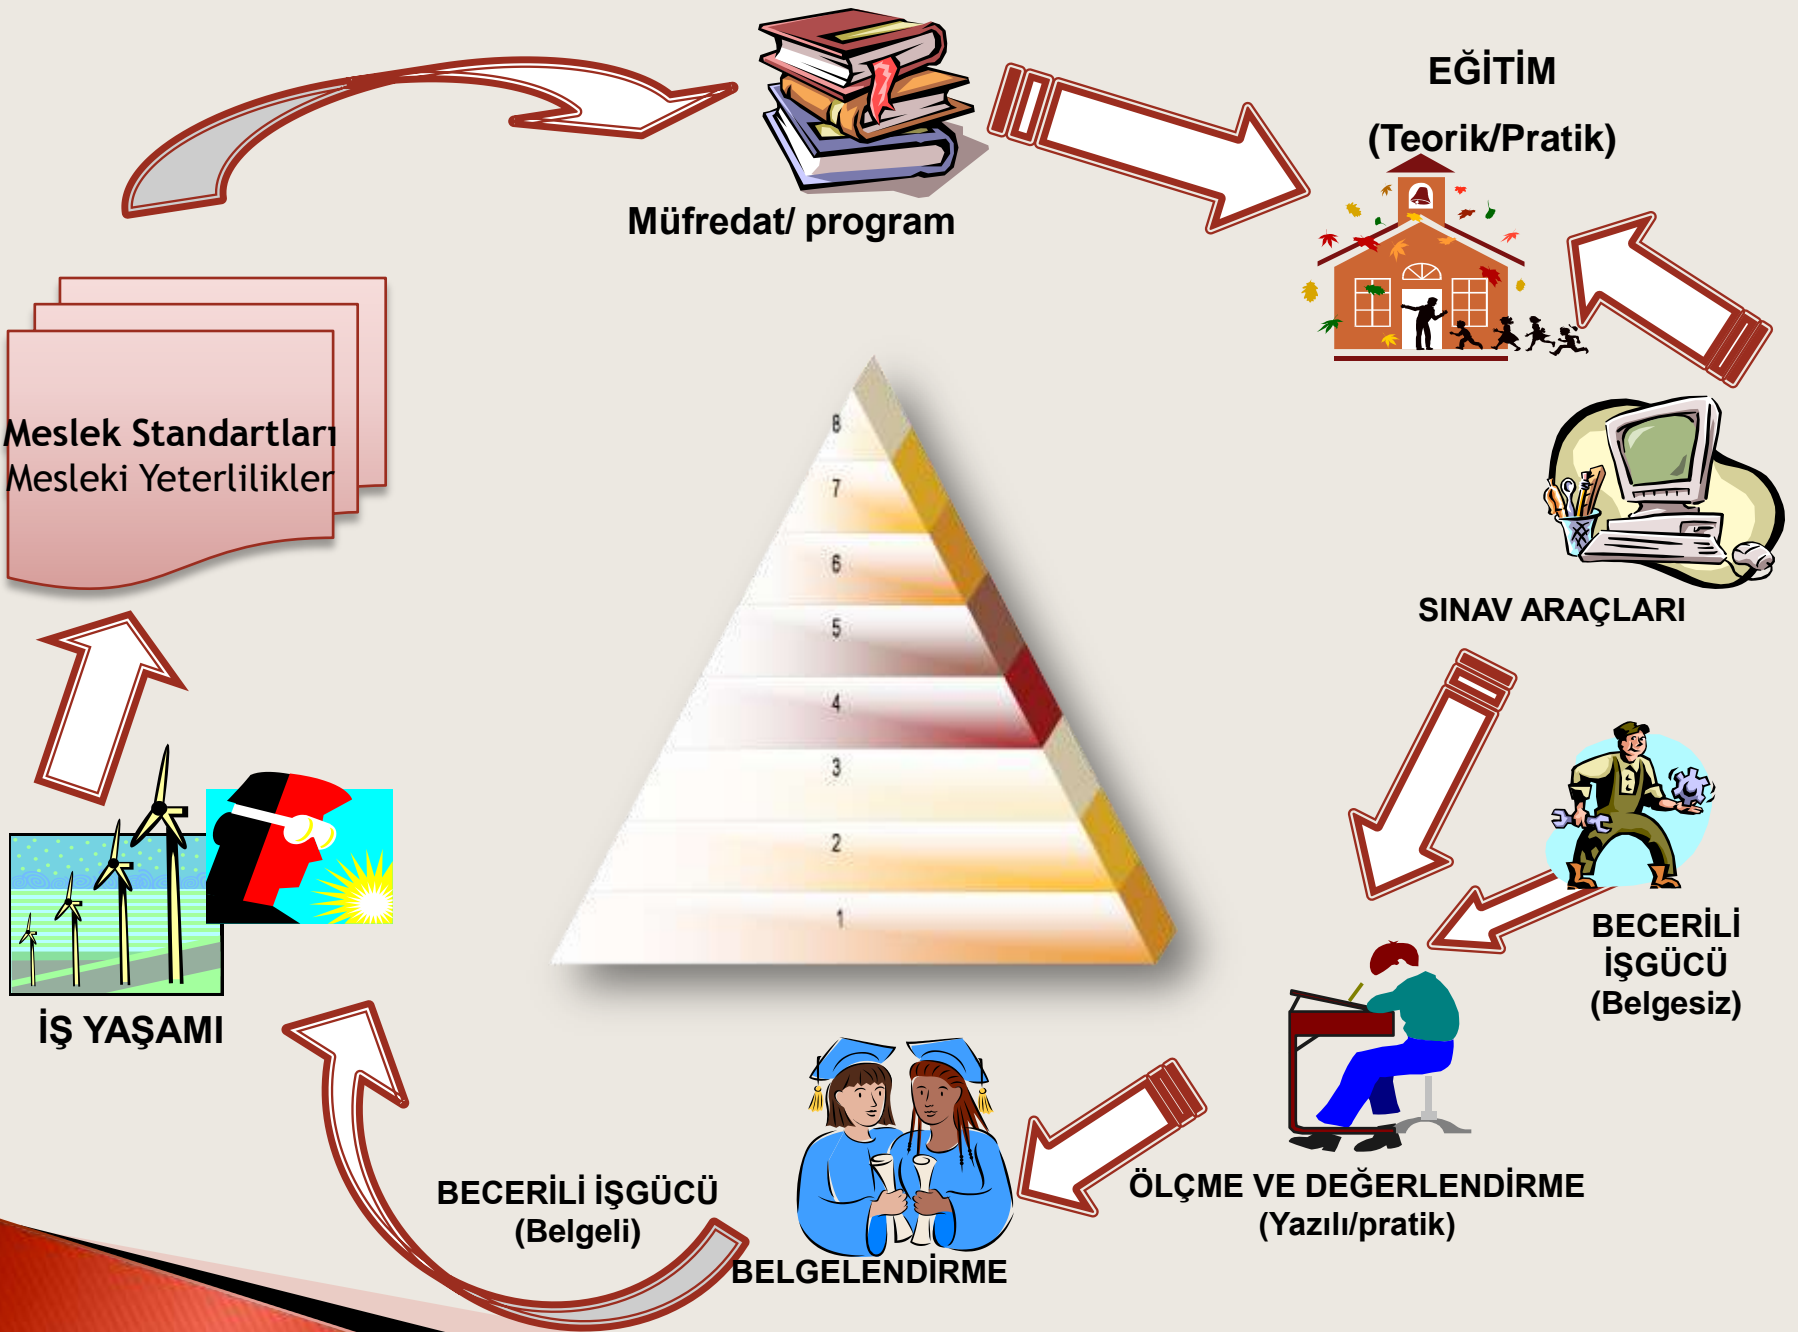 Müfredat/ program
EĞİTİM
(Teorik/Pratik)
Meslek Standartları
Mesleki Yeterlilikler
8
7
6
5
4
3
2
1
SINAV ARAÇLARI
BECERİLİ
İŞGÜCÜ
(Belgesiz)
İŞ YAŞAMI
ÖLÇME VE DEĞERLENDİRME
(Yazılı/pratik)
BECERİLİ İŞGÜCÜ
(Belgeli)
BELGELENDİRME